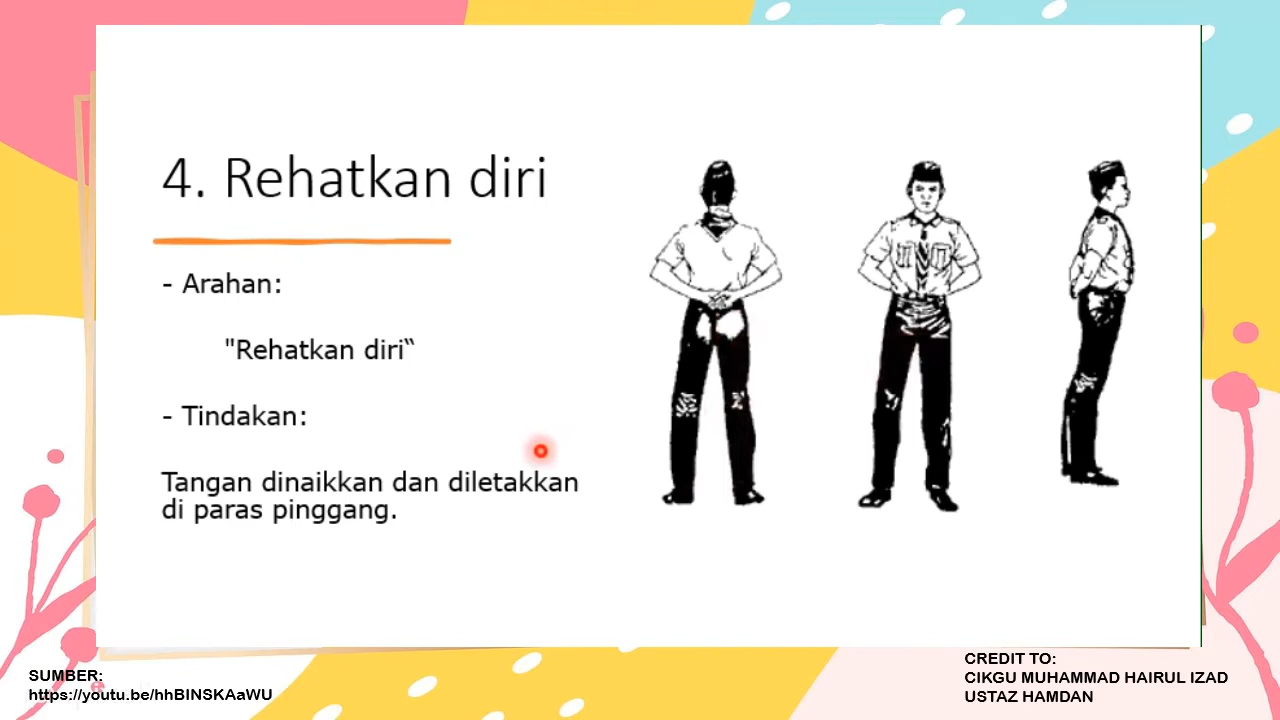 4. Rehatkan diri
- Arahan:
"Rehatkan diri“
- Tindakan:
Tangan dinaikkan dan diletakkan
di paras pinggang.
SUMBER:
https://youtu.be/hhBINSKAaWU
CREDIT TO:
CIKGU MUHAMMAD HAIRUL IZAD
USTAZ HAMDAN